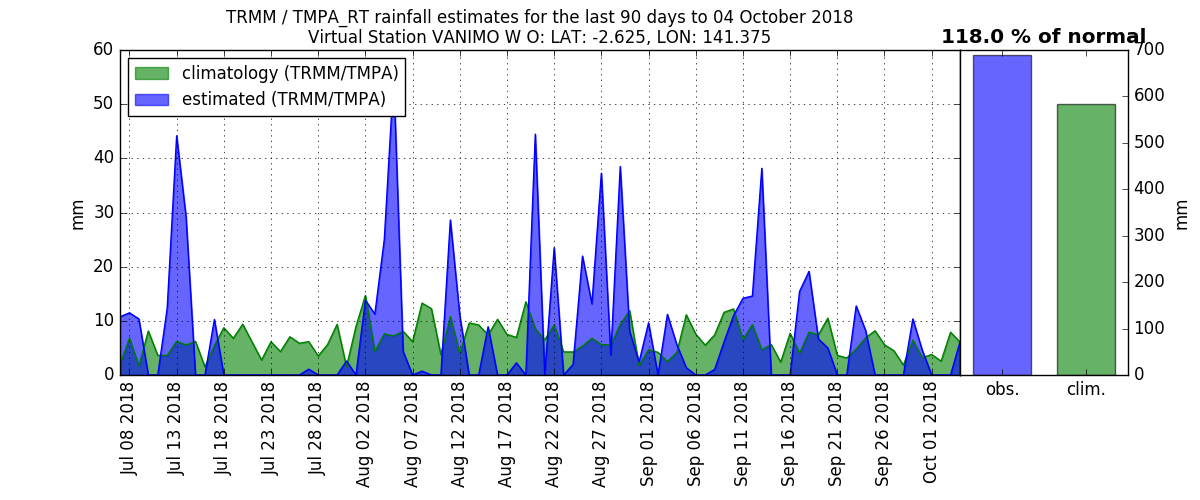 TRMM / TMPA_RT rainfall estimates for the last 90 days to 04 October 2018
Virtual Station VANIMO W O: LAT: -2.625, LON: 141.375
118.0 % of normal
climatology (TRMM/TMPA)
estimated (TRMM/TMPA)
60
50
40
30
20
10
0
mm
Jul 08 2018
Jul 13 2018
Jul 18 2018
Jul 23 2018
Jul 28 2018
Aug 02 2018
Aug 07 2018
Aug 12 2018
Aug 17 2018
Aug 22 2018
Aug 27 2018
Sep 01 2018
Sep 06 2018
Sep 11 2018
Sep 16 2018
Sep 21 2018
Sep 26 2018
Oct 01 2018
700
600
500
400
300
200
100
0
mm
obs.
clim.